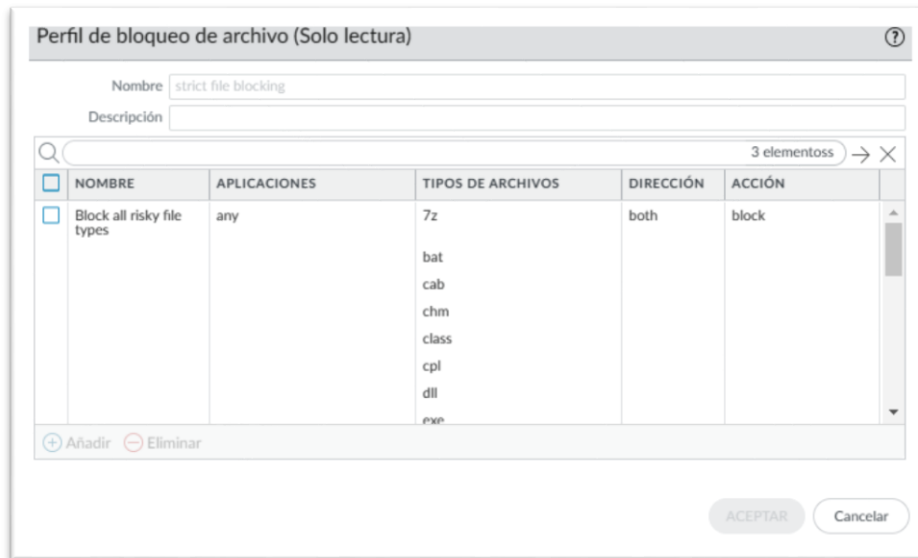 Perfil de bloqueo de archivo (Solo lectura)
?
Nombre strict file blocking
Descripción
3 elementoss
NOMBRE APLICACIONES TIPOS DE ARCHIVOS DIRECCIÓN ACCIÓN
Block all risky file any 7z both block
types
bat
cab
chm
class
cpl
dll
exe
Añadir Eliminar
ACEPTAR Cancelar